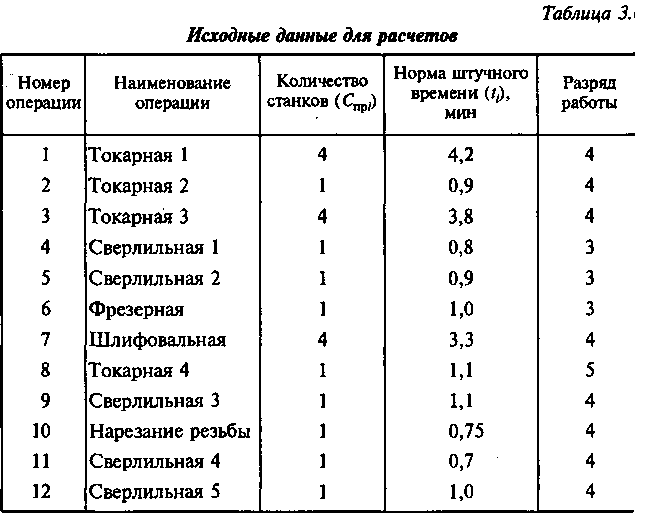 Таблица 3.
Исходные данные для расчетов
Номер операции Наименование операции Количество станков (Cпрi) Норма штучного времени (ti), мин Разряд работы
1 Токарная 1 4 4,2 4
2 Токарная 2 1 0,9 4
3 Токарная 3 4 3,8 4
4 Сверлильная 1 1 0,8 3
5 Сверлильная 2 1 0,9 3
6 Фрезерная 1 1,0 3
7 Шлифовальная 4 3,3 4
8 Токарная 4 1 1,1 5
9 Сверлильная 3 1 1,1 4
10 Нарезание резьбы 1 0,75 4
11 Сверлильная 4 1 0,7 4
12 Сверлильная 5 1 1,0 4